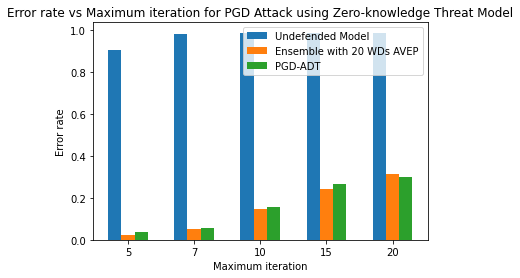 Error rate vs Maximum iteration for PGD Attack using Zero-knowledge Threat Model
Undefended Model
Ensemble with 20 WDs AVEP
PGD-ADT
1.0
0.8
0.6
0.4
0.2
0.0
Error rate
5 7 10 15 20
Maximum iteration